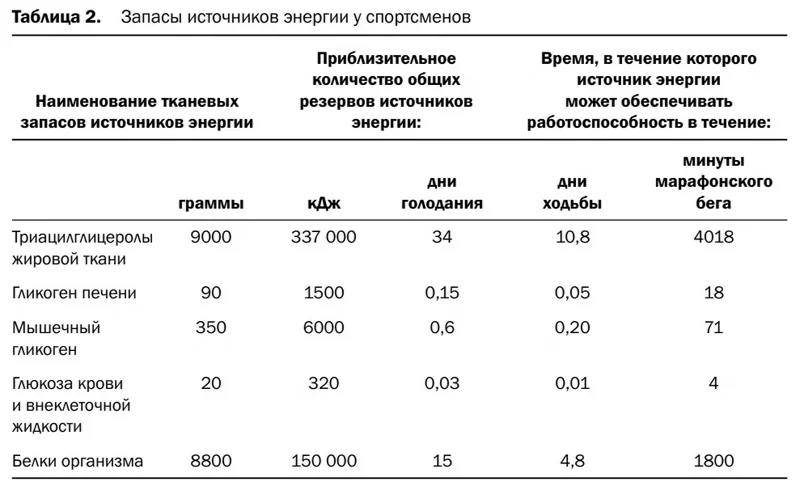 Таблица 2. Запасы источников энергии у спортсменов
Наименование тканевых
запасов источников энергии
Приблизительное
количество общих
резервов источников
энергии:
Время, в течение которого
источник энергии
может обеспечивать
работоспособность в течение:
граммы
кДж
дни
голодания
дни
ходьбы
минуты
марафонского
бега
Триацилглицеролы 9000 337 000 34 10,8 4018
жировой ткани
Гликоген печени 90 1500 0,15 0,05 18
Мышечный 350 6000 0,6 0,20 71
гликоген
Глюкоза крови 20 320 0,03 0,01 4
и внеклеточной
жидкости
Белки организма 8800 150 000 15 4,8 1800